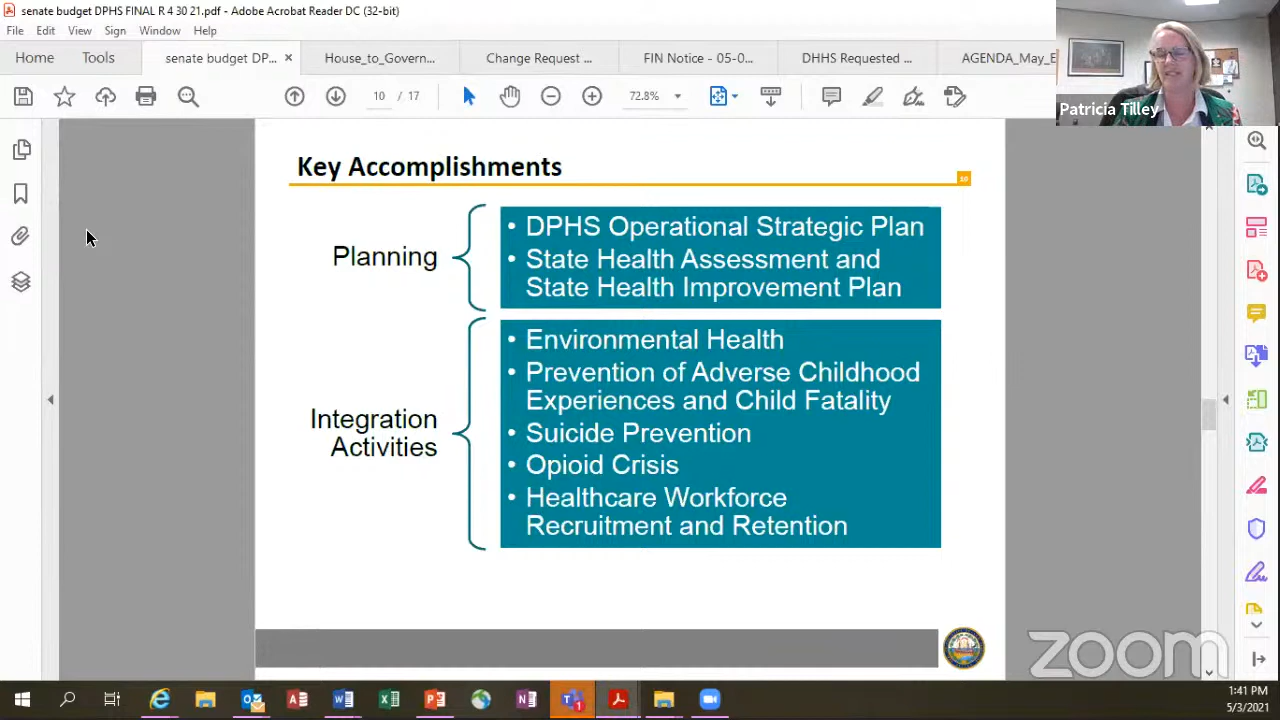 senate budget DPHS FINAL R 4 30 21.pdf - Adobe Acrobat Reader DC (32-bit)
File Edit View Sign Window Help
Home Tools senate budget DP... × House_to_Govern... Change Request ... FIN Notice - 05-0... DHHS Requested ... AGENDA_May_E
10 / 17 72.8%
Patricia Tilley
Key Accomplishments
10
Planning
• DPHS Operational Strategic Plan
• State Health Assessment and
State Health Improvement Plan
Integration
Activities
• Environmental Health
• Prevention of Adverse Childhood
Experiences and Child Fatality
• Suicide Prevention
• Opioid Crisis
• Healthcare Workforce
Recruitment and Retention
zoom
1:41 PM
5/3/2021